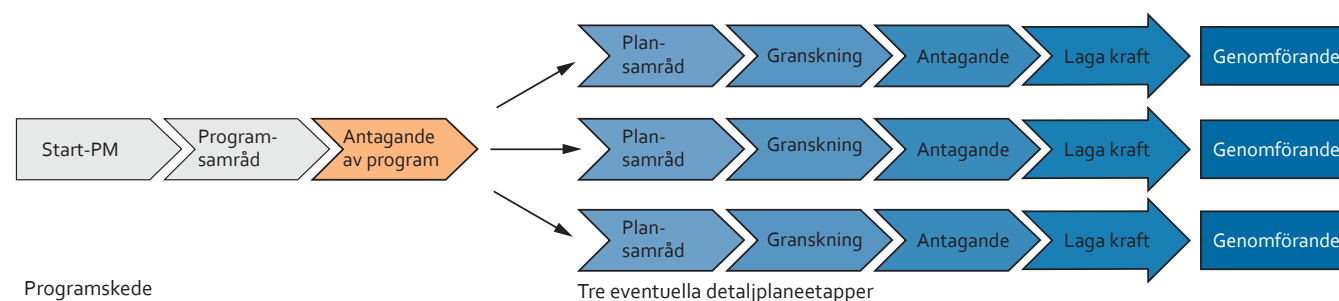 Plan-
samråd
Granskning
Antagande
Laga kraft
Genomförande
Start-PM
Program-
samråd
Antagande
av program
Plan-
samråd
Granskning
Antagande
Laga kraft
Genomförande
Plan-
samråd
Granskning
Antagande
Laga kraft
Genomförande
Programskede
Tre eventuella detaljplaneetapper